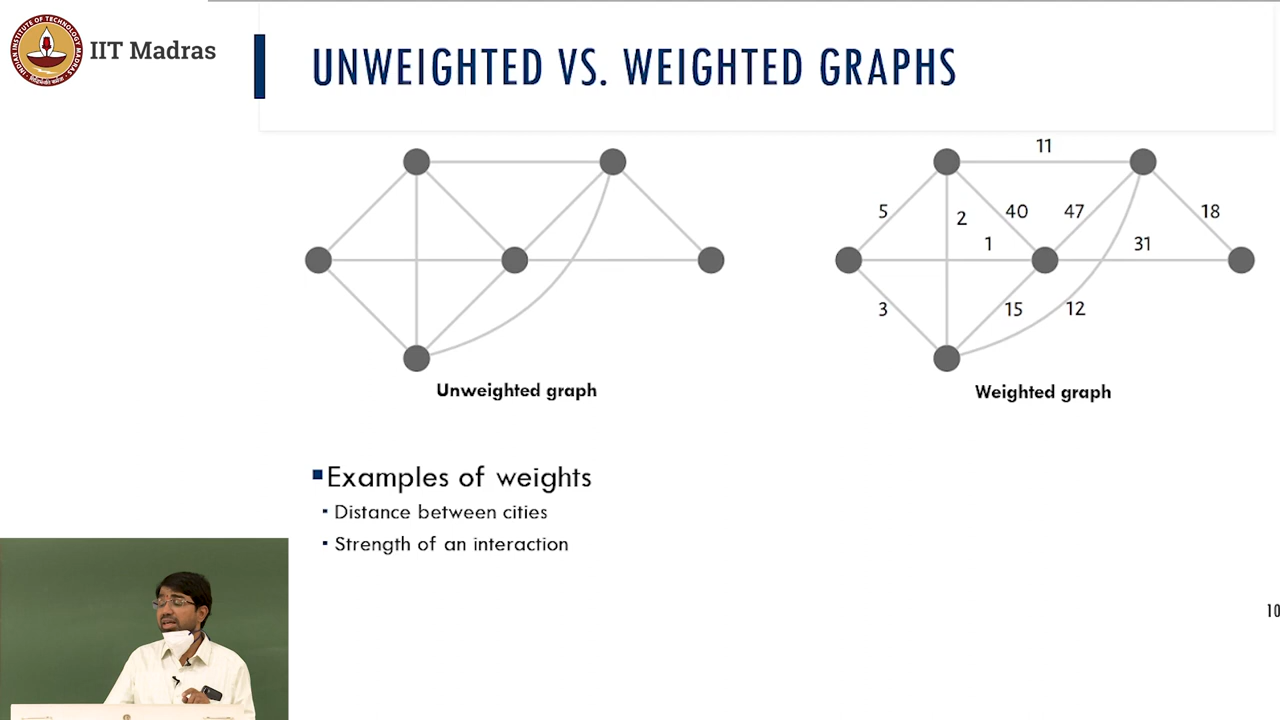 IIT Madras
UNWEIGHTED VS. WEIGHTED GRAPHS
11
5
2
40
47
18
1
31
3
15
12
Unweighted graph
Weighted graph
Examples of weights
Distance between cities
Strength of an interaction
10